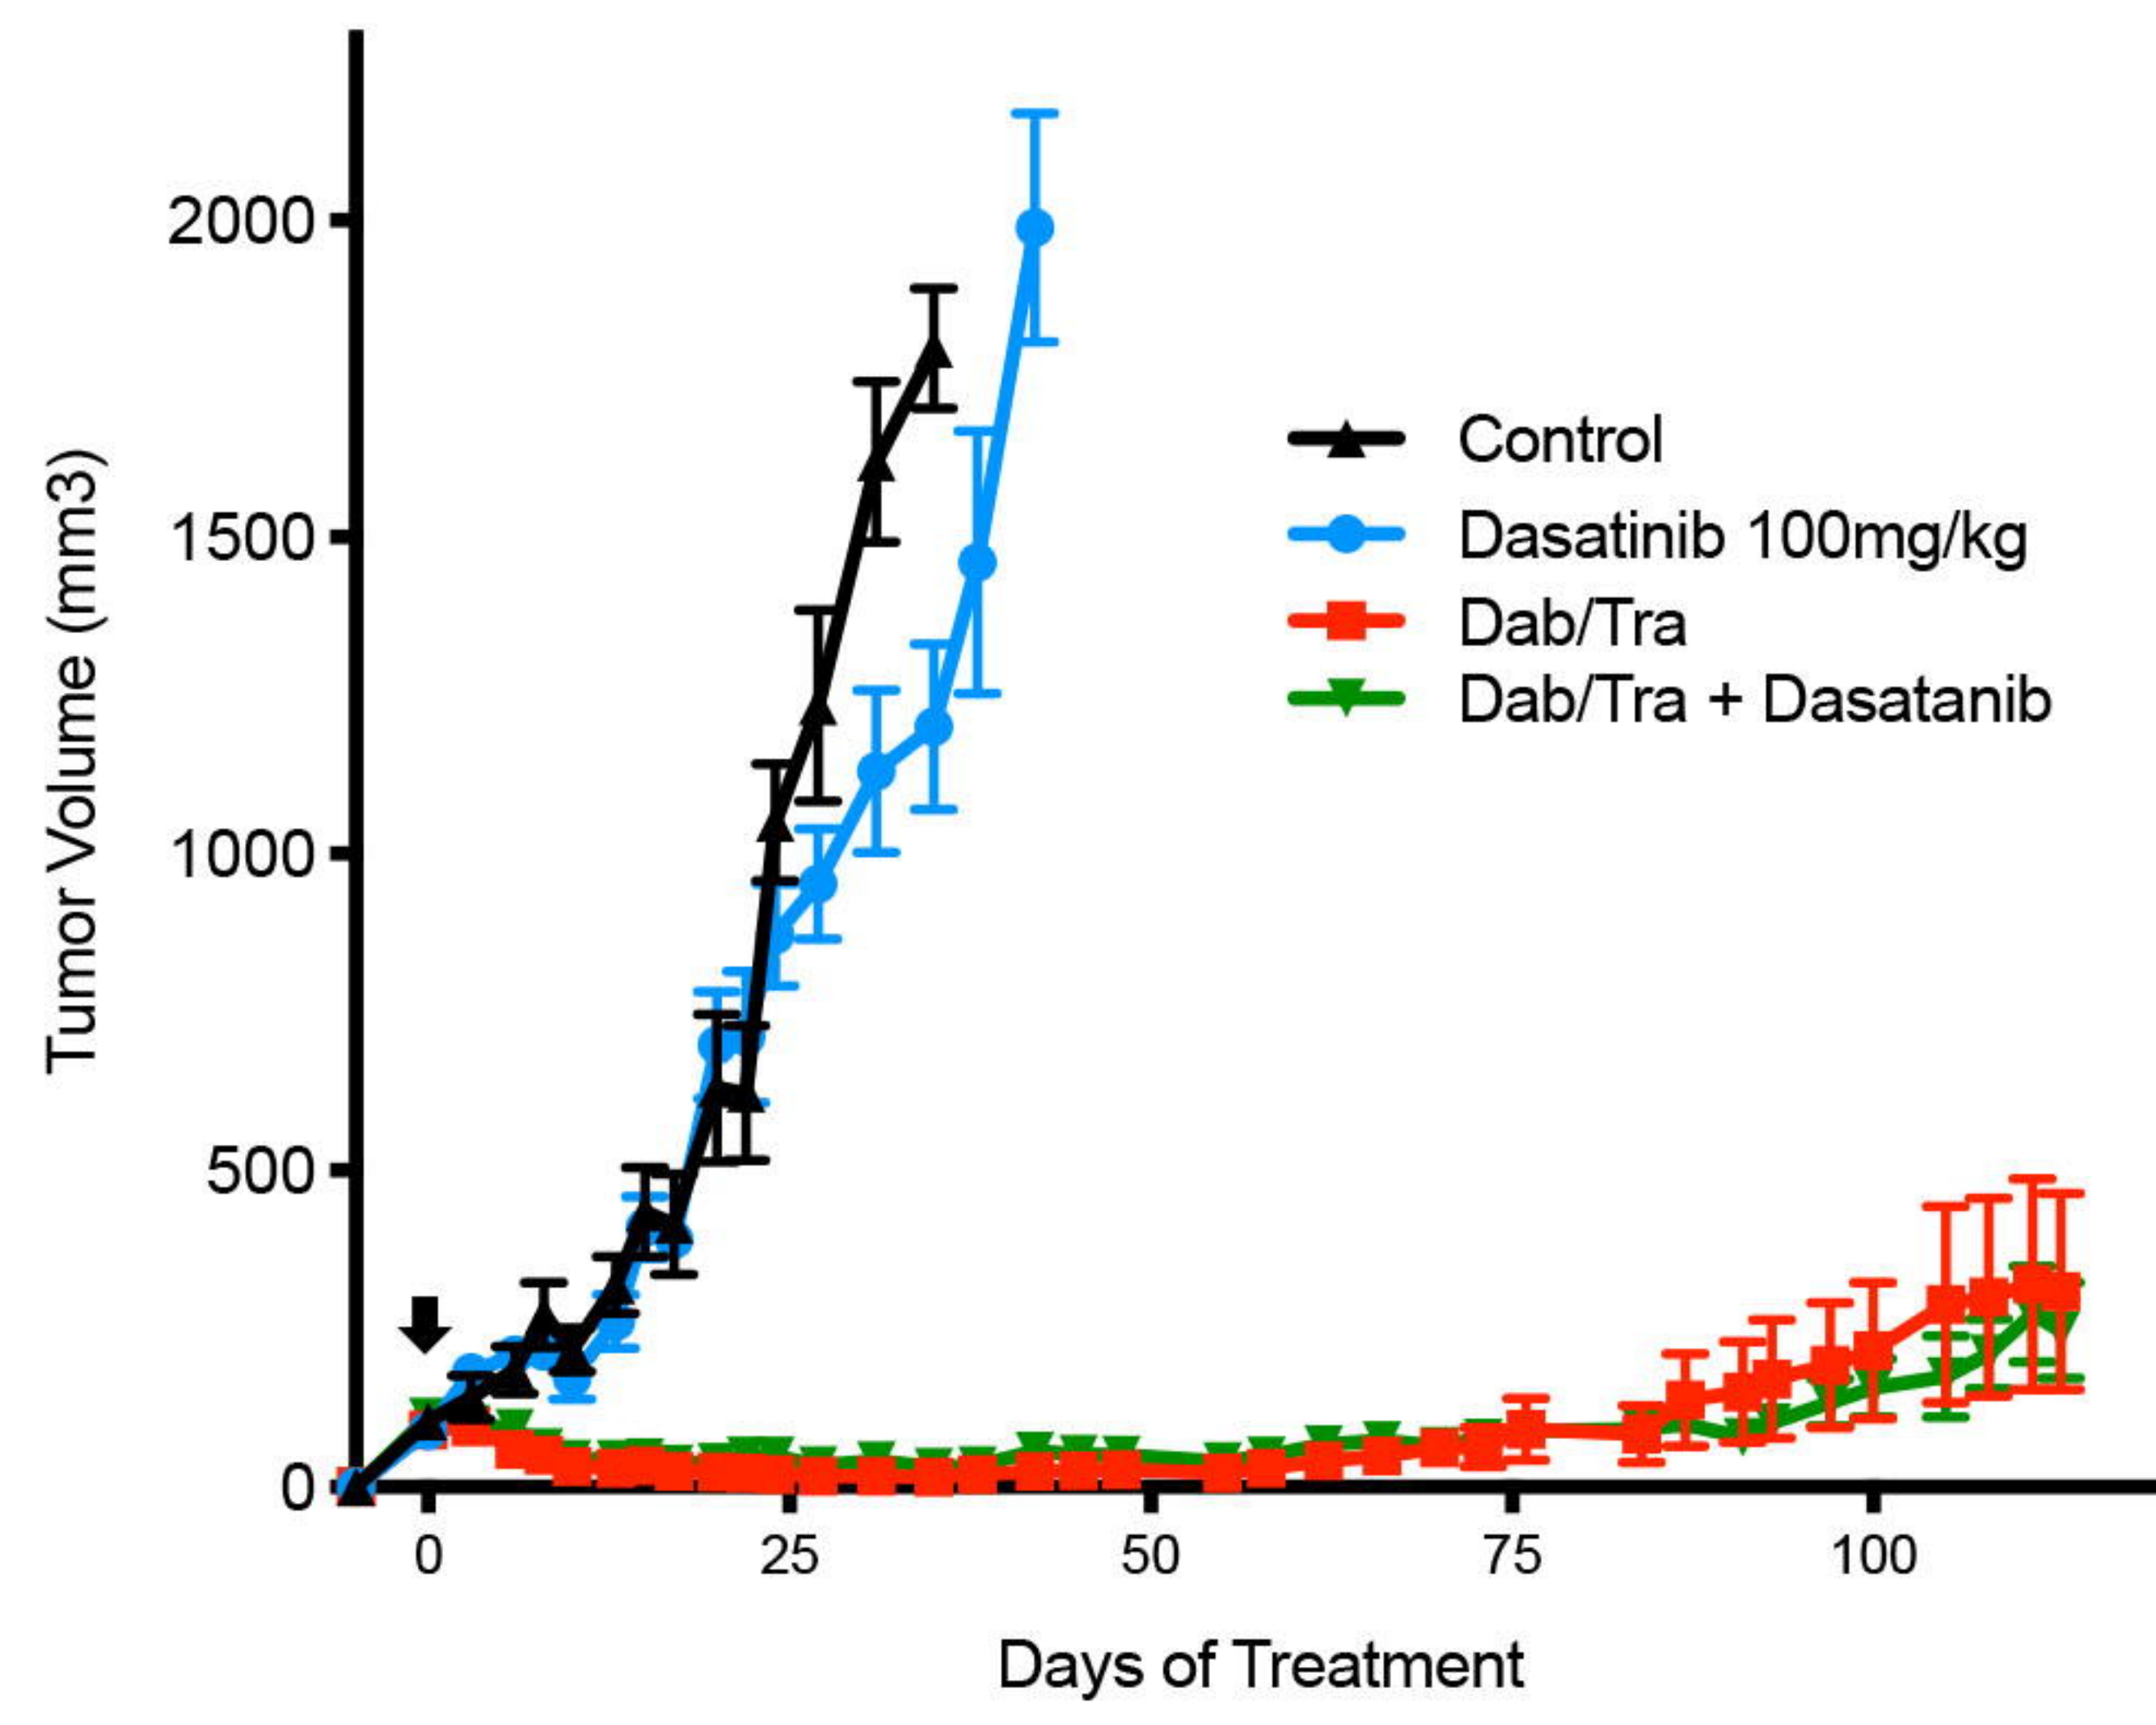 2000
1500
1000
500
0
Tumor Volume (mm3)
Control
Dasatinib 100mg/kg
Dab/Tra
Dab/Tra + Dasatanib
0 25 50 75 100
Days of Treatment